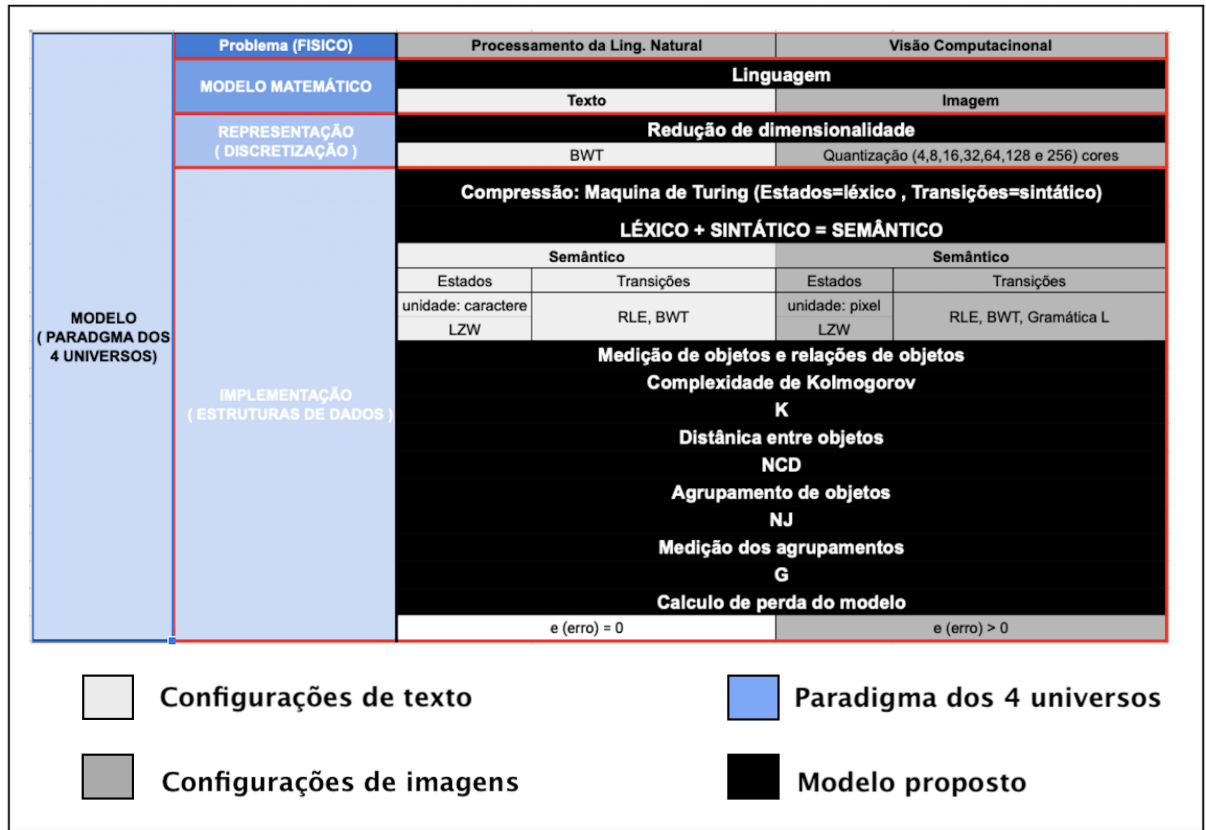 Problema (FISICO)
Processamento da Ling. Natural
Visão Computacinonal
MODELO MATEMÁTICO
Linguagem
Texto
Imagem
REPRESENTAÇÃO
( DISCRETIZAÇÃO )
Redução de dimensionalidade
BWT
Quantização (4,8,16,32,64,128 e 256) cores
MODELO
( PARADGMA DOS
4 UNIVERSOS)
IMPLEMENTAÇÃO
( ESTRUTURAS DE DADOS )
Compressão: Maquina de Turing (Estados=léxico , Transições=sintático)
LÉXICO + SINTÁTICO = SEMÂNTICO
Semântico
Semântico
Estados
Transições
Estados
Transições
unidade: caractere
RLE, BWT
unidade: pixel
RLE, BWT, Gramática L
LZW
LZW
Medição de objetos e relações de objetos
Complexidade de Kolmogorov
K
Distânica entre objetos
NCD
Agrupamento de objetos
NJ
Medição dos agrupamentos
G
Calculo de perda do modelo
e (erro) = 0
e (erro) > 0
Configurações de texto
Paradigma dos 4 universos
Configurações de imagens
Modelo proposto